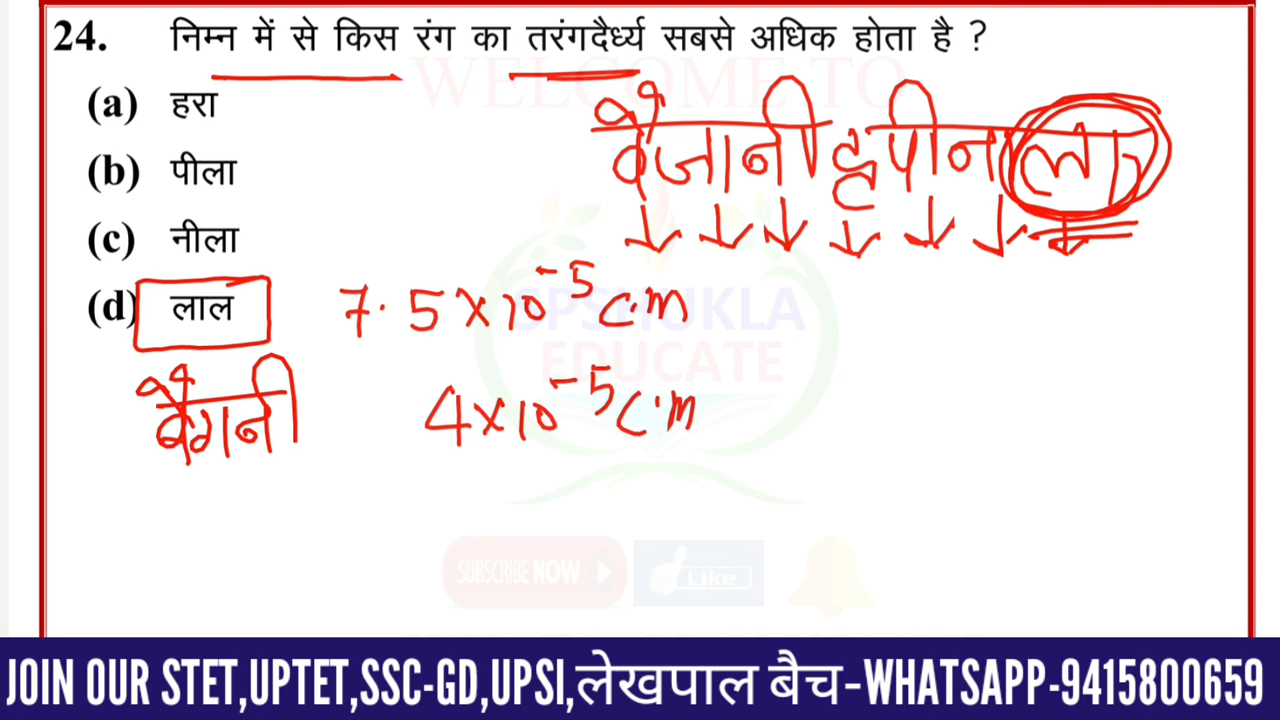 24. निम्न में से किस रंग का तरंगदैर्ध्य सबसे अधिक होता है ?
WELCOME TO
(a) हरा
बैजानीहपीनाला
(b) पीला
(c) नीला
(d) लाल 7.5×10⁻⁵ c.m
SPSHUKLA
EDUCATE
बैगनी 4×10⁻⁵ c.m
SUBSCRIBE NOW Like
JOIN OUR STET,UPTET,SSC-GD,UPSI,लेखपाल बैच-WHATSAPP-9415800659